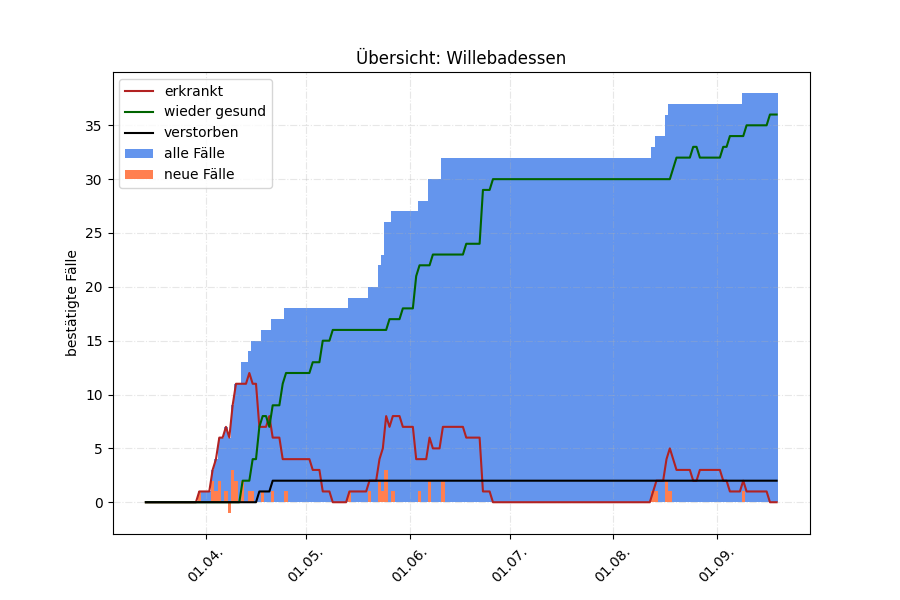 Übersicht: Willebadessen
erkrankt
wieder gesund
verstorben
alle Fälle
neue Fälle
bestätigte Fälle
35
30
25
20
15
10
5
0
01.04.
01.05.
01.06.
01.07.
01.08.
01.09.